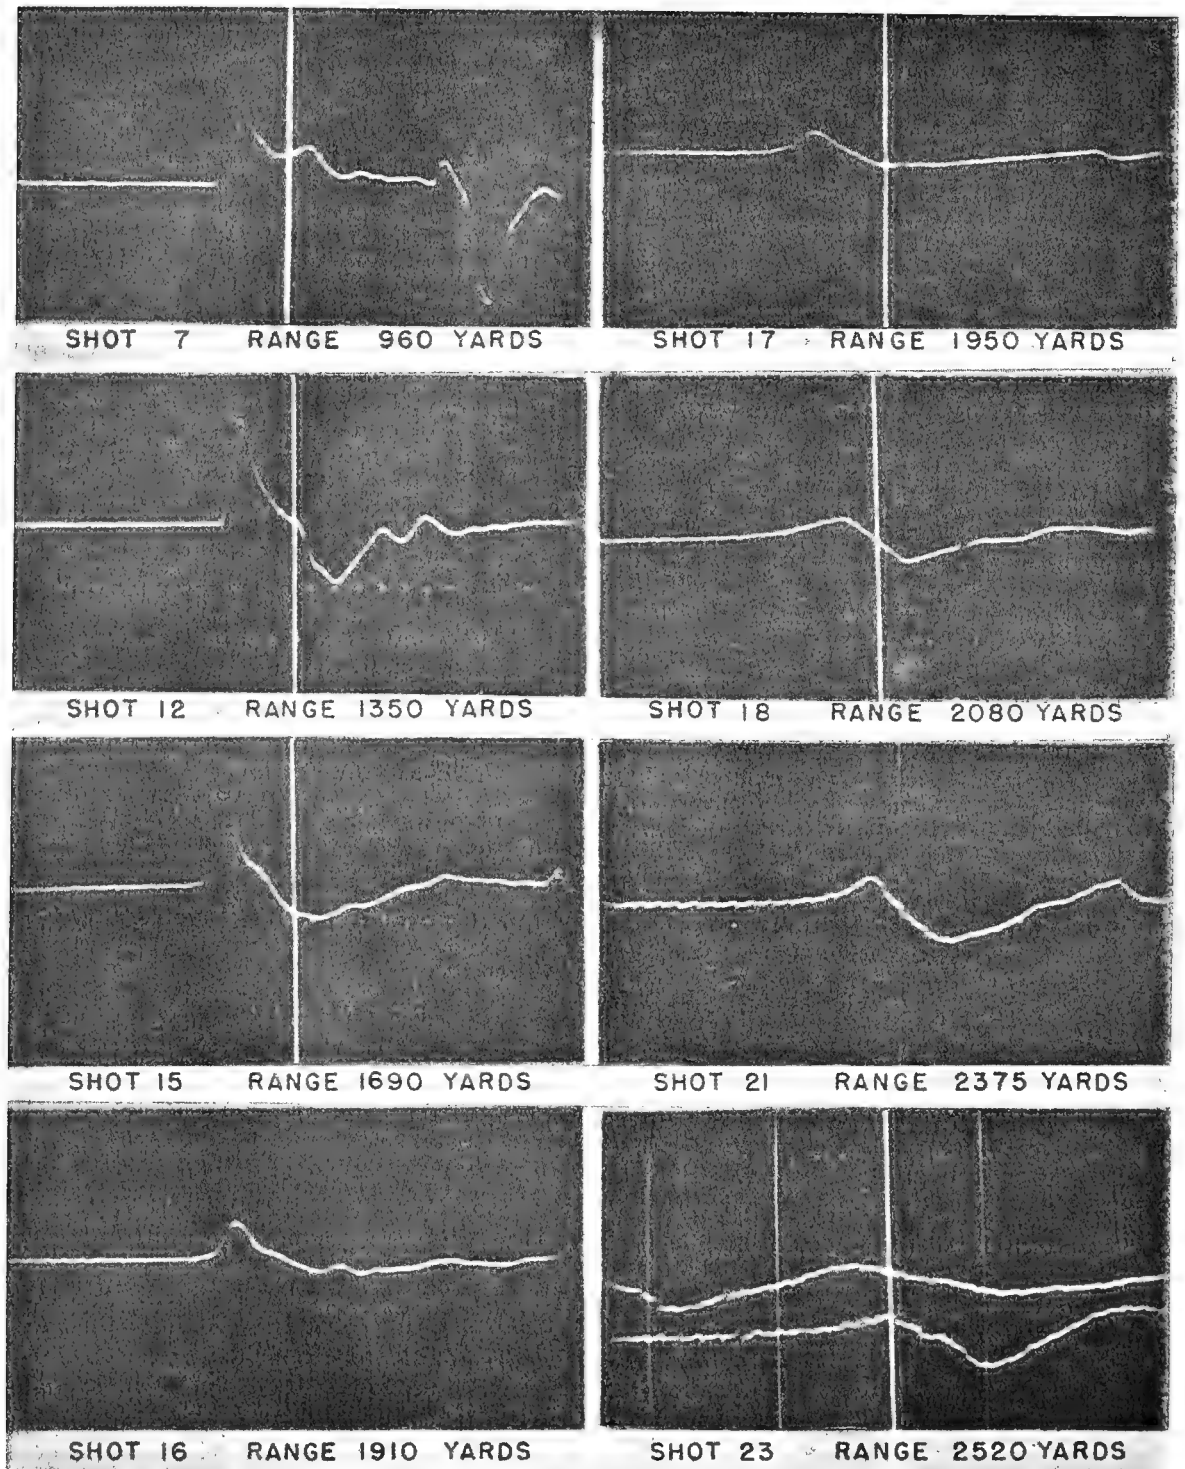 SHOT 7 RANGE 960 YARDS
SHOT 17 RANGE 1950 YARDS
SHOT 12 RANGE 1350 YARDS
SHOT 18 RANGE 2080 YARDS
SHOT 15 RANGE 1690 YARDS
SHOT 21 RANGE 2375 YARDS
SHOT 16 RANGE 1910 YARDS
SHOT 23 RANGE 2520 YARDS